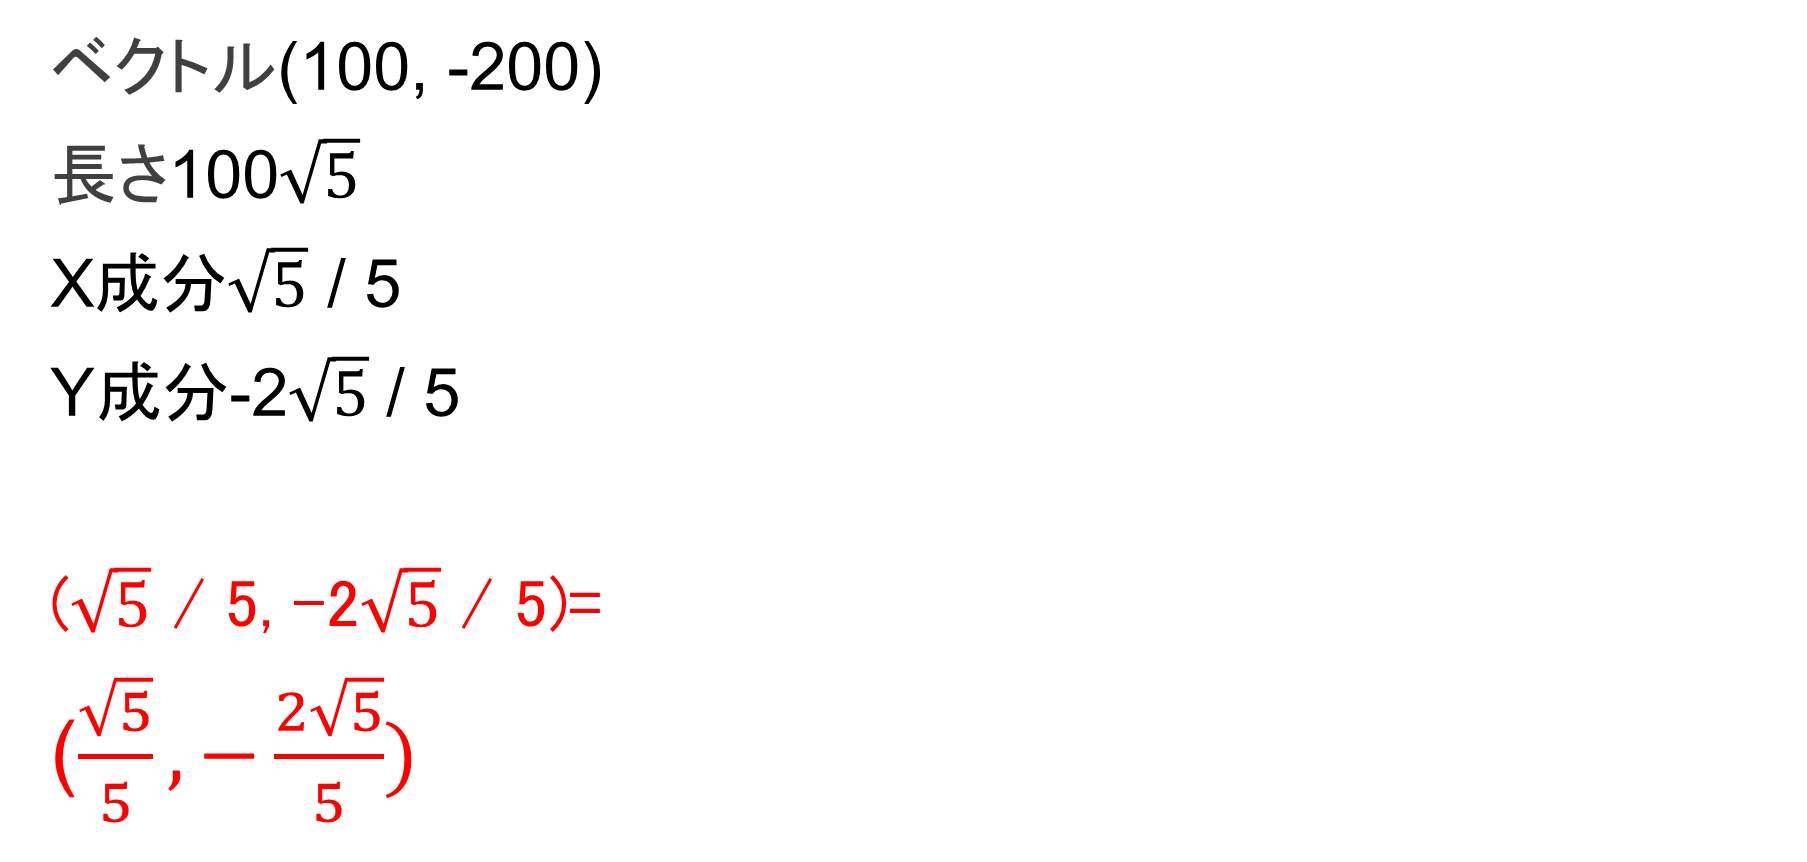 ベクトル(100, -200)
長さ100√5
X成分√5 / 5
Y成分-2√5 / 5
(√5 / 5, -2√5 / 5)=
(√5/5, -2√5/5)